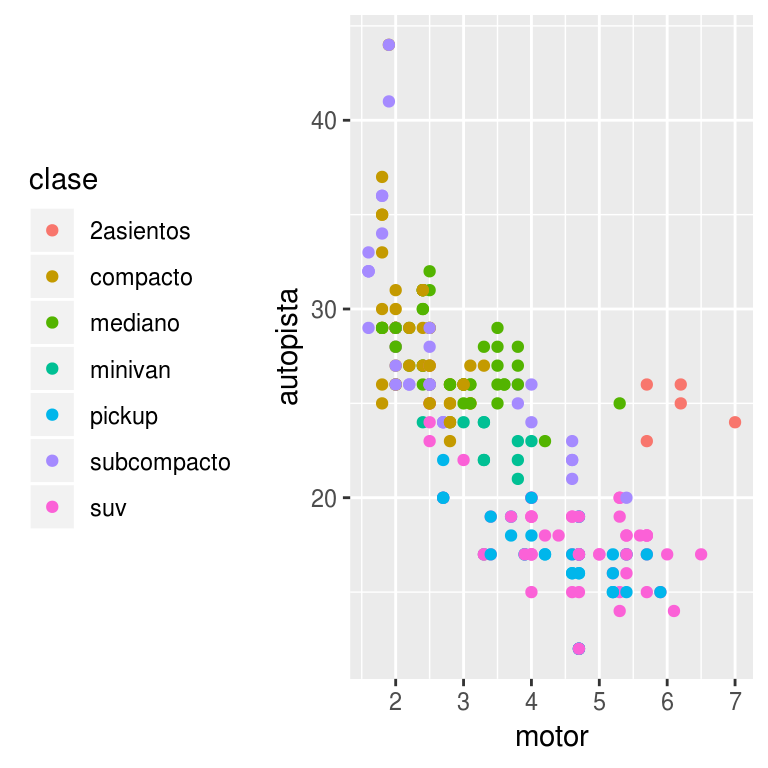 clase
2asientos
compacto
mediano
minivan
pickup
subcompacto
suv
autopista
40
30
20
2 3 4 5 6 7
motor